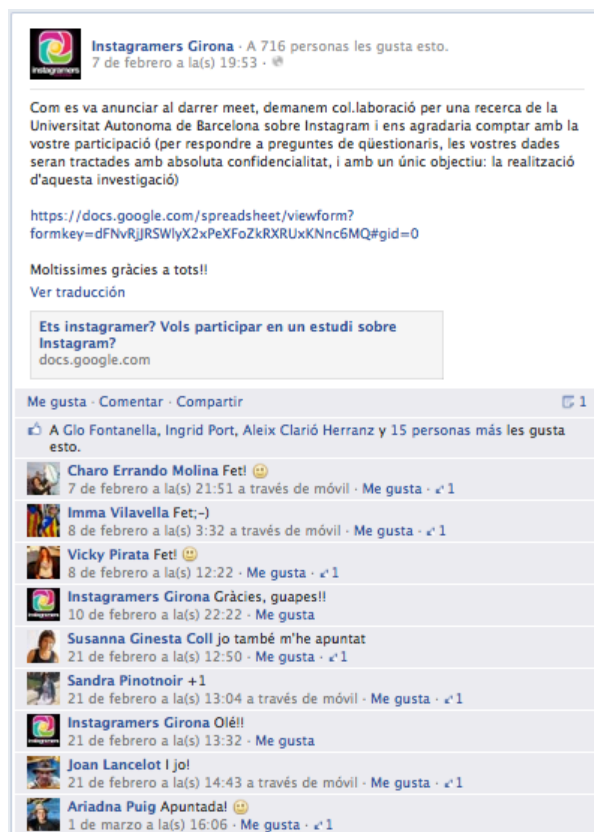 instagramers
Instagramers Girona · A 716 personas les gusta esto.
7 de febrero a la(s) 19:53 ·
Com es va anunciar al darrer meet, demanem col.laboració per una recerca de la
Universitat Autonoma de Barcelona sobre Instagram i ens agradaria comptar amb la
vostre participació (per respondre a preguntes de qüestionaris, les vostres dades
seran tractades amb absoluta confidencialitat, i amb un únic objectiu: la realització
d'aquesta investigació)
https://docs.google.com/spreadsheet/viewform?
formkey=dFNvRjJRSWlyX2xPeXFoZkRXRUxKNnc6MQ#gid=0
Moltissimes gràcies a tots!!
Ver traducción
Ets instagramer? Vols participar en un estudi sobre
Instagram?
docs.google.com
Me gusta · Comentar · Compartir 1
A Glo Fontanella, Ingrid Port, Aleix Clarió Herranz y 15 personas más les gusta
esto.
Charo Errando Molina Fet!
7 de febrero a la(s) 21:51 a través de móvil · Me gusta · 1
Imma Vilavella Fet;-)
8 de febrero a la(s) 3:32 a través de móvil · Me gusta · 1
Vicky Pirata Fet!
8 de febrero a la(s) 12:22 · Me gusta · 1
Instagramers Girona Gràcies, guapes!!
10 de febrero a la(s) 22:22 · Me gusta
Susanna Ginesta Coll jo també m'he apuntat
21 de febrero a la(s) 12:50 · Me gusta · 1
Sandra Pinotnoir +1
21 de febrero a la(s) 13:04 a través de móvil · Me gusta · 1
Instagramers Girona Olé!!
21 de febrero a la(s) 13:32 · Me gusta
Joan Lancelot I jo!
21 de febrero a la(s) 14:43 a través de móvil · Me gusta · 1
Ariadna Puig Apuntada!
1 de marzo a la(s) 16:06 · Me gusta · 1